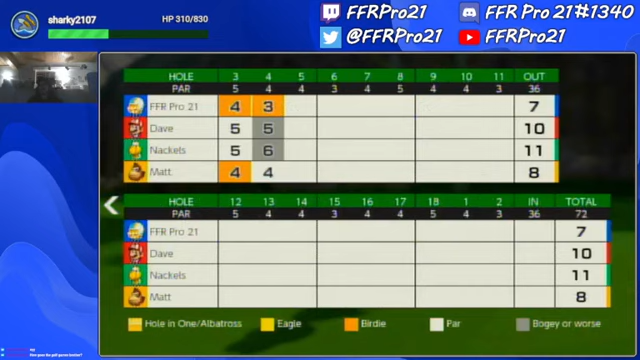 sharky2107
HP 310/830
FFRPro21
FFR Pro 21#1340
@FFRPro21
FFRPro21
HOLE 3 4 5 6 7 8 9 10 11 OUT
PAR 5 4 4 3 4 5 4 4 3 36
FFR Pro 21 4 3 7
Dave 5 5 10
Nackels 5 6 11
Matt 4 4 8
HOLE 12 13 14 15 16 17 18 1 2 IN TOTAL
PAR 5 4 4 3 4 4 5 4 3 36 72
FFR Pro 21 7
Dave 10
Nackels 11
Matt 8
Hole in One/Albatross
Eagle
Birdie
Par
Bogey or worse